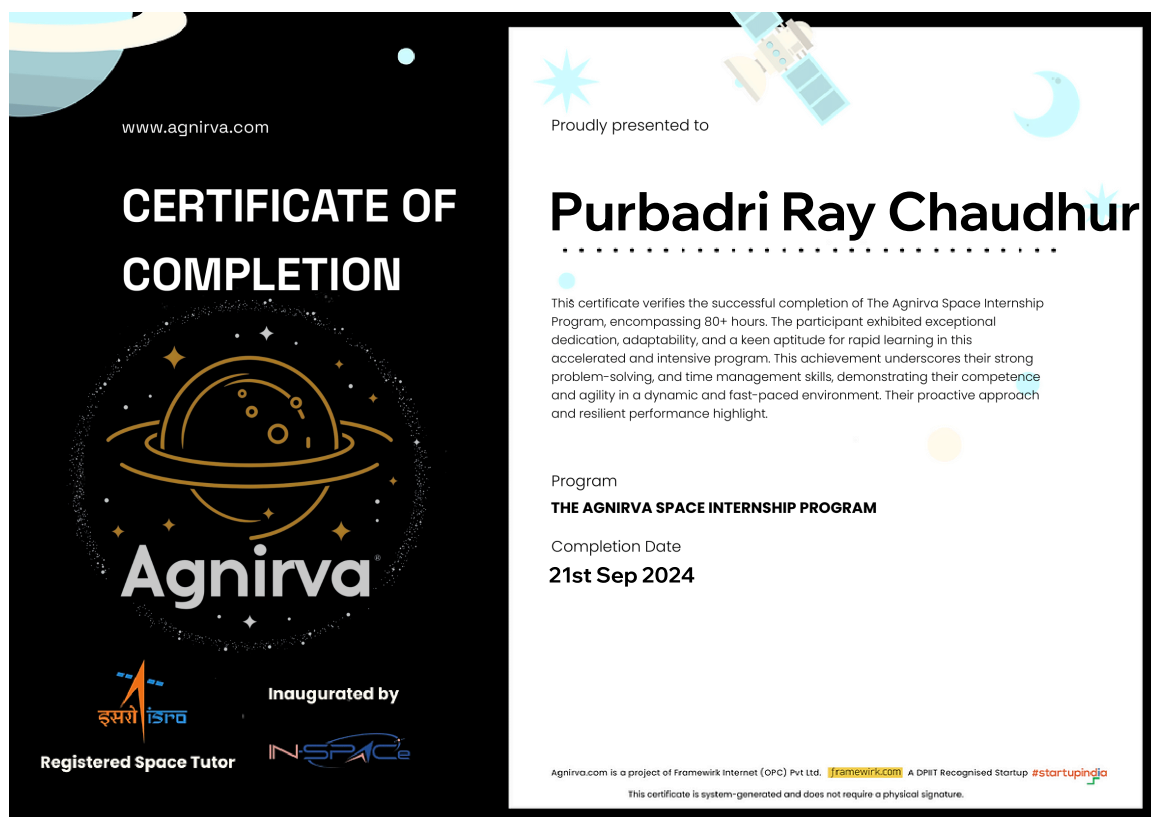 www.agnirva.com
CERTIFICATE OF
COMPLETION
Agnirva®
इसरो isro
Registered Space Tutor
Inaugurated by
IN-SPACe
Proudly presented to
Purbadri Ray Chaudhur
This certificate verifies the successful completion of The Agnirva Space Internship
Program, encompassing 80+ hours. The participant exhibited exceptional
dedication, adaptability, and a keen aptitude for rapid learning in this
accelerated and intensive program. This achievement underscores their strong
problem-solving, and time management skills, demonstrating their competence
and agility in a dynamic and fast-paced environment. Their proactive approach
and resilient performance highlight.
Program
THE AGNIRVA SPACE INTERNSHIP PROGRAM
Completion Date
21st Sep 2024
Agnirva.com is a project of Framewirk Internet (OPC) Pvt Ltd. framewirk.com A DPIIT Recognised Startup #startupindia
This certificate is system-generated and does not require a physical signature.